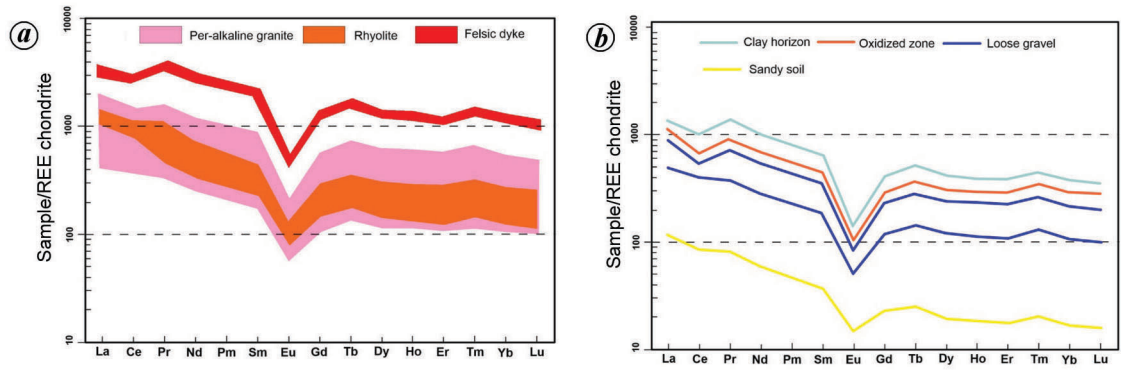 a
Per-alkaline granite Rhyolite Felsic dyke
Sample/REE chondrite
10000
1000
100
10
La Ce Pr Nd Pm Sm Eu Gd Tb Dy Ho Er Tm Yb Lu
b
Clay horizon Oxidized zone Loose gravel
Sandy soil
Sample/REE chondrite
10000
1000
100
10
La Ce Pr Nd Pm Sm Eu Gd Tb Dy Ho Er Tm Yb Lu